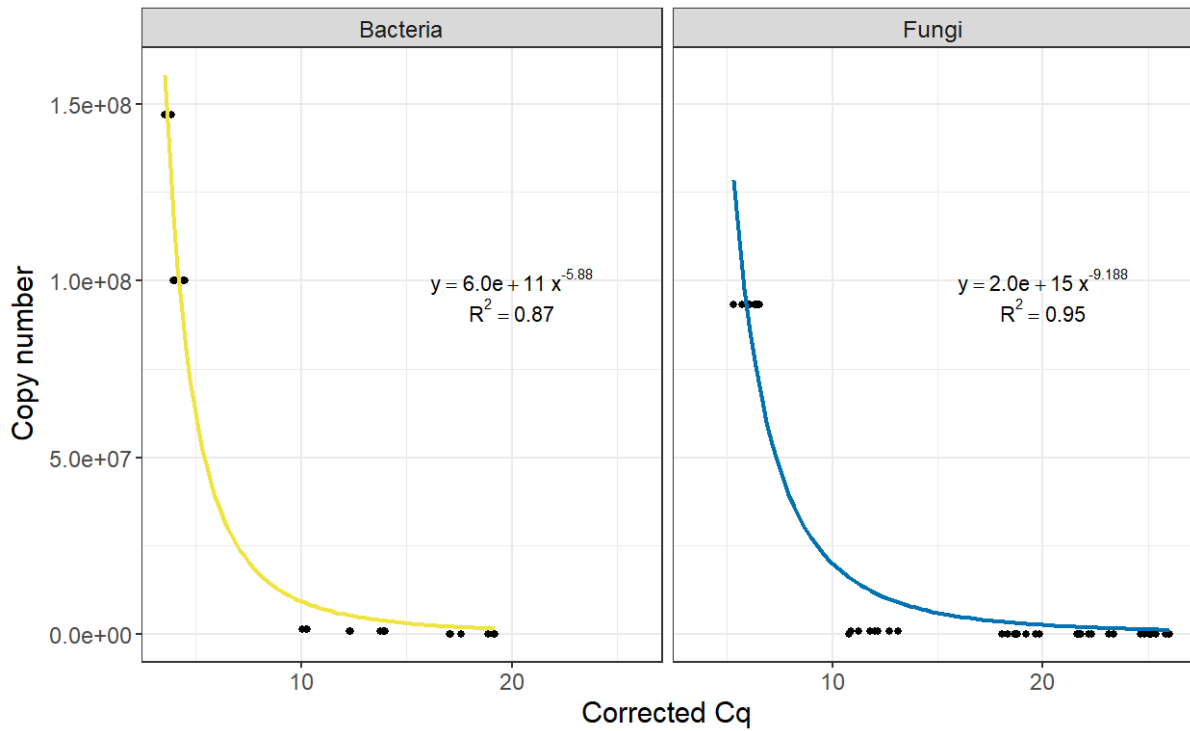 Bacteria
Fungi
Copy number
1.5e+08
1.0e+08
5.0e+07
0.0e+00
y = 6.0e + 11 x^-5.88
R^2 = 0.87
y = 2.0e + 15 x^-9.188
R^2 = 0.95
10
20
10
20
Corrected Cq